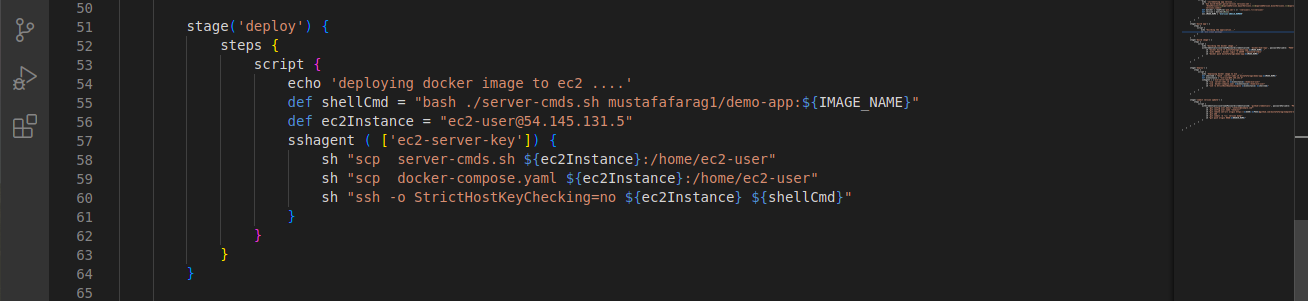 50
51 stage('deploy') {
52 steps {
53 script {
54 echo 'deploying docker image to ec2 ....'
55 def shellCmd = "bash ./server-cmds.sh mustafafarag1/demo-app:${IMAGE_NAME}"
56 def ec2Instance = "ec2-user@54.145.131.5"
57 sshagent ( ['ec2-server-key']) {
58 sh "scp  server-cmds.sh ${ec2Instance}:/home/ec2-user"
59 sh "scp  docker-compose.yaml ${ec2Instance}:/home/ec2-user"
60 sh "ssh -o StrictHostKeyChecking=no ${ec2Instance} ${shellCmd}"
61 }
62 }
63 }
64 }
65